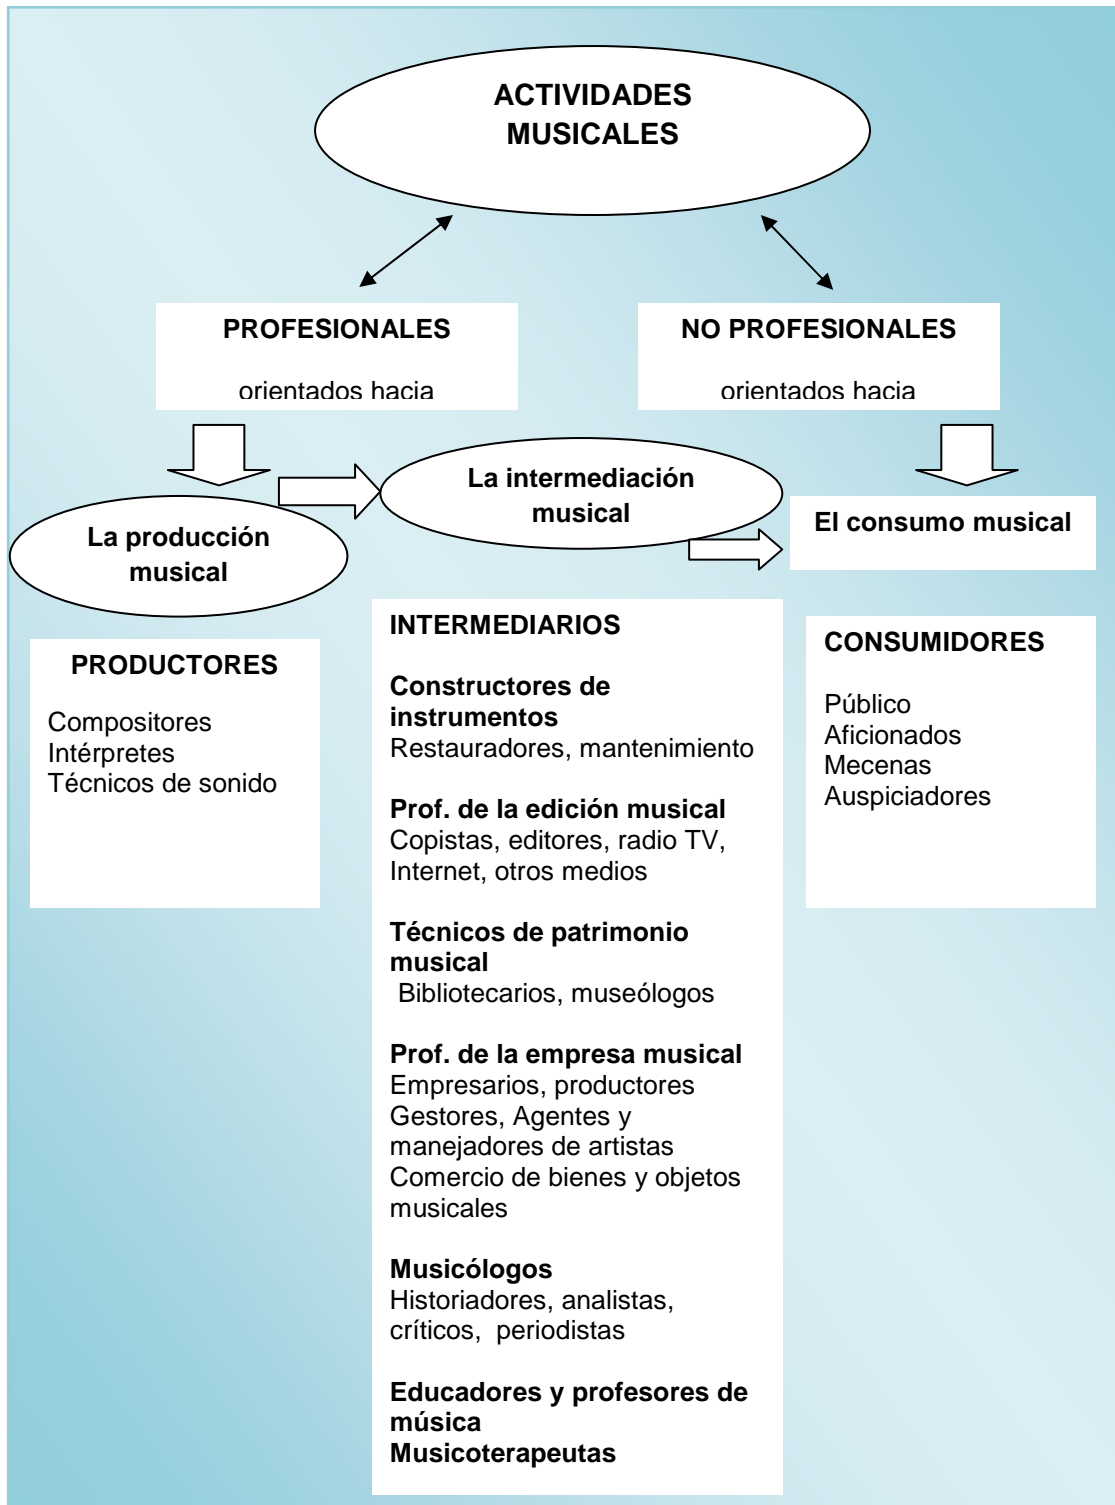 ACTIVIDADES
MUSICALES
PROFESIONALES
orientados hacia
NO PROFESIONALES
orientados hacia
La producción
musical
La intermediación
musical
El consumo musical
PRODUCTORES
Compositores
Intérpretes
Técnicos de sonido
INTERMEDIARIOS
Constructores de
instrumentos
Restauradores, mantenimiento
Prof. de la edición musical
Copistas, editores, radio TV,
Internet, otros medios
Técnicos de patrimonio
musical
Bibliotecarios, museólogos
Prof. de la empresa musical
Empresarios, productores
Gestores, Agentes y
manejadores de artistas
Comercio de bienes y objetos
musicales
Musicólogos
Historiadores, analistas,
críticos,  periodistas
Educadores y profesores de
música
Musicoterapeutas
CONSUMIDORES
Público
Aficionados
Mecenas
Auspiciadores